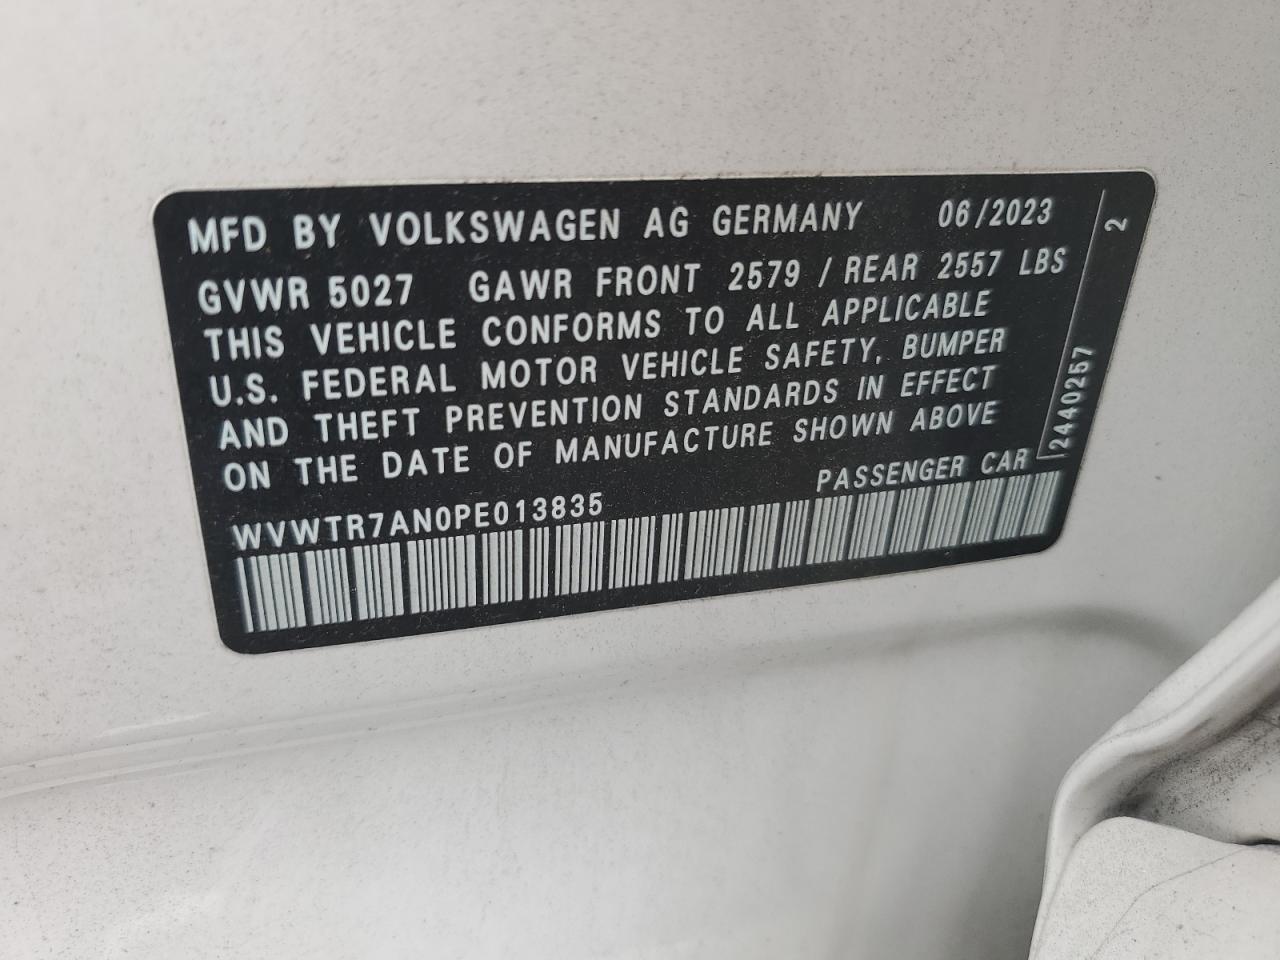 MFD BY VOLKSWAGEN AG GERMANY 06/2023
GVWR 5027 GAWR FRONT 2579 / REAR 2557 LBS
THIS VEHICLE CONFORMS TO ALL APPLICABLE
U.S. FEDERAL MOTOR VEHICLE SAFETY, BUMPER
AND THEFT PREVENTION STANDARDS IN EFFECT
ON THE DATE OF MANUFACTURE SHOWN ABOVE
WVWTR7AN0PE013835 PASSENGER CAR
2440257 2